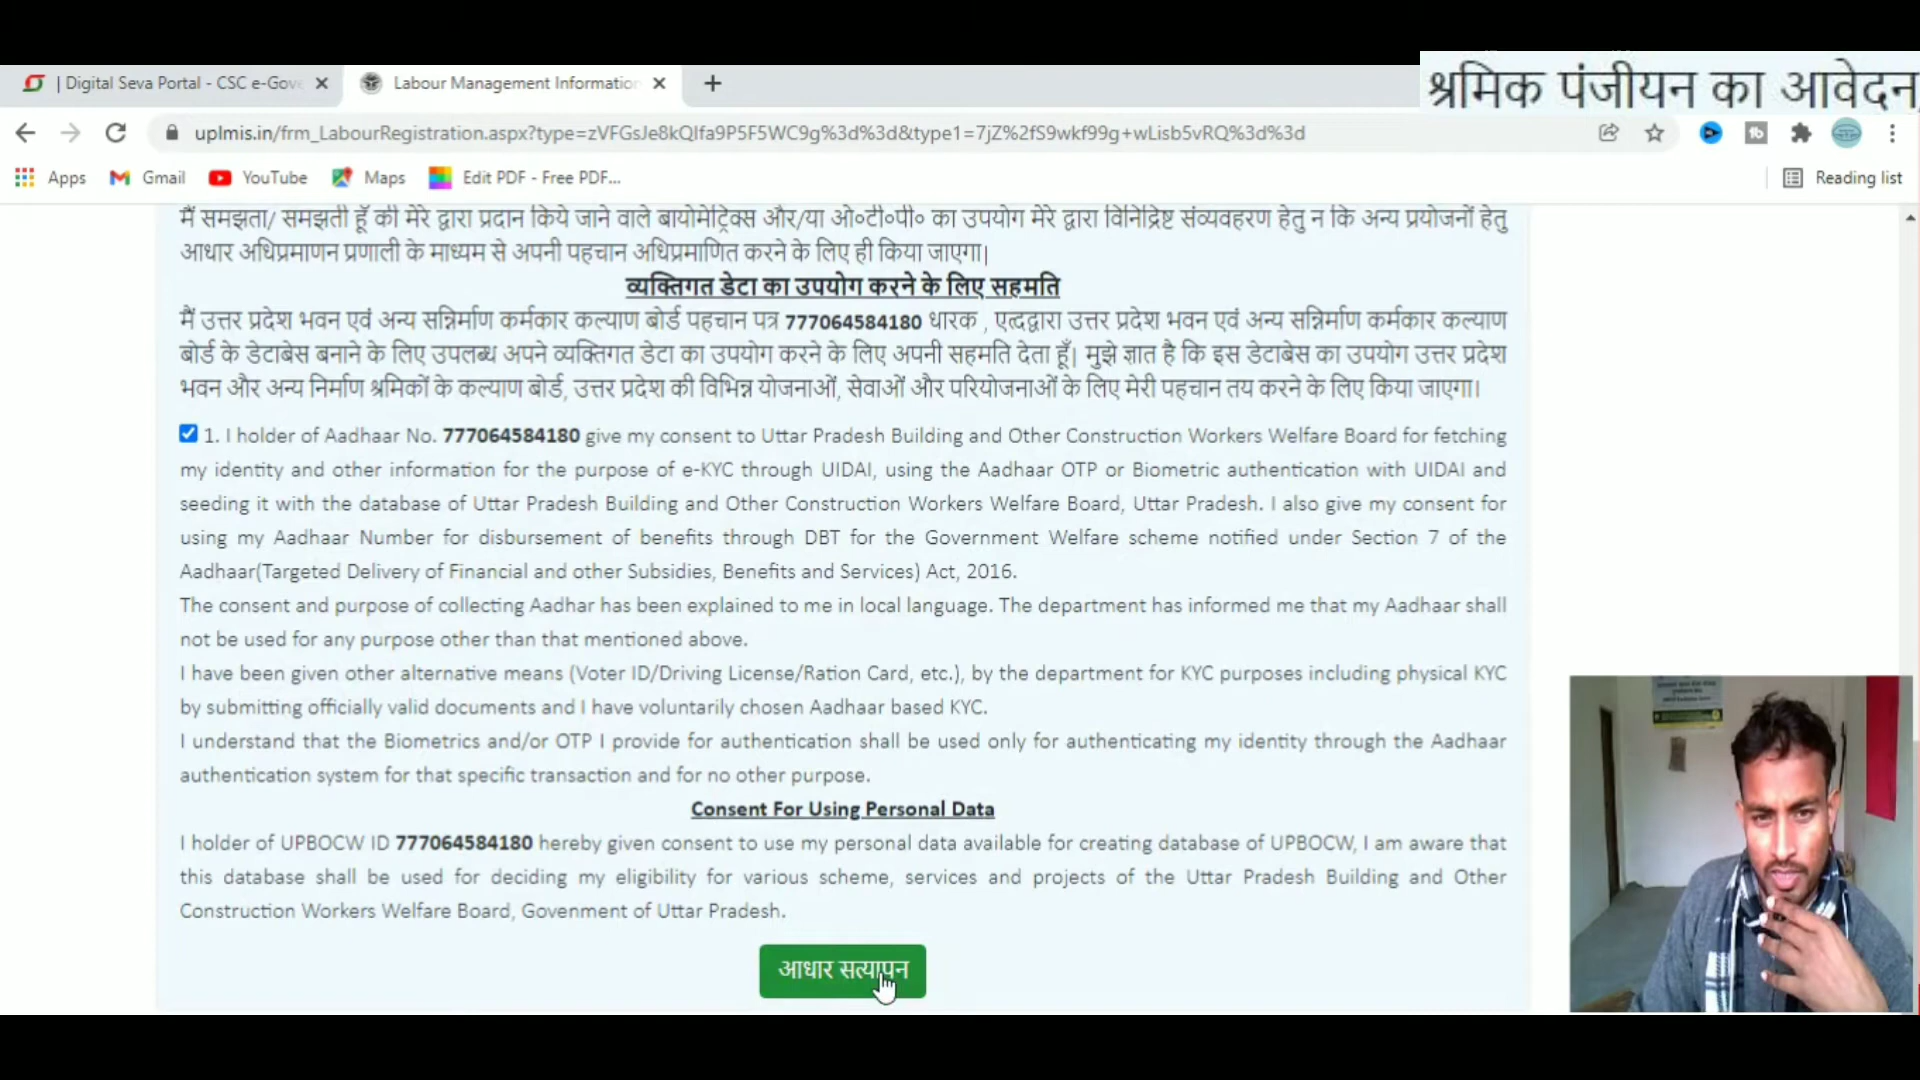 श्रमिक पंजीयन का आवेदन
| Digital Seva Portal - CSC e-Gove
Labour Management Information
uplmis.in/frm_LabourRegistration.aspx?type=zVFGsJe8kQIfa9P5F5WC9g%3d%3d&type1=7jZ%2fS9wkf99g+wLisb5vRQ%3d%3d
Apps Gmail YouTube Maps Edit PDF - Free PDF... Reading list
मैं समझता/ समझती हूँ की मेरे द्वारा प्रदान किये जाने वाले बायोमेट्रिक्स और/या ओ०टी०पी० का उपयोग मेरे द्वारा विनिद्रिष्ट संव्यवहरण हेतु न कि अन्य प्रयोजनों हेतु
आधार अधिप्रमाणन प्रणाली के माध्यम से अपनी पहचान अधिप्रमाणित करने के लिए ही किया जाएगा|
व्यक्तिगत डेटा का उपयोग करने के लिए सहमति
मैं उत्तर प्रदेश भवन एवं अन्य सन्निर्माण कर्मकार कल्याण बोर्ड पहचान पत्र 777064584180 धारक , एत्दद्वारा उत्तर प्रदेश भवन एवं अन्य सन्निर्माण कर्मकार कल्याण
बोर्ड के डेटाबेस बनाने के लिए उपलब्ध अपने व्यक्तिगत डेटा का उपयोग करने के लिए अपनी सहमति देता हूँ| मुझे ज्ञात है कि इस डेटाबेस का उपयोग उत्तर प्रदेश
भवन और अन्य निर्माण श्रमिकों के कल्याण बोर्ड, उत्तर प्रदेश की विभिन्न योजनाओं, सेवाओं और परियोजनाओं के लिए मेरी पहचान तय करने के लिए किया जाएगा।
1. I holder of Aadhaar No. 777064584180 give my consent to Uttar Pradesh Building and Other Construction Workers Welfare Board for fetching
my identity and other information for the purpose of e-KYC through UIDAI, using the Aadhaar OTP or Biometric authentication with UIDAI and
seeding it with the database of Uttar Pradesh Building and Other Construction Workers Welfare Board, Uttar Pradesh. I also give my consent for
using my Aadhaar Number for disbursement of benefits through DBT for the Government Welfare scheme notified under Section 7 of the
Aadhaar(Targeted Delivery of Financial and other Subsidies, Benefits and Services) Act, 2016.
The consent and purpose of collecting Aadhar has been explained to me in local language. The department has informed me that my Aadhaar shall
not be used for any purpose other than that mentioned above.
I have been given other alternative means (Voter ID/Driving License/Ration Card, etc.), by the department for KYC purposes including physical KYC
by submitting officially valid documents and I have voluntarily chosen Aadhaar based KYC.
I understand that the Biometrics and/or OTP I provide for authentication shall be used only for authenticating my identity through the Aadhaar
authentication system for that specific transaction and for no other purpose.
Consent For Using Personal Data
I holder of UPBOCW ID 777064584180 hereby given consent to use my personal data available for creating database of UPBOCW, I am aware that
this database shall be used for deciding my eligibility for various scheme, services and projects of the Uttar Pradesh Building and Other
Construction Workers Welfare Board, Govenment of Uttar Pradesh.
आधार सत्यापन